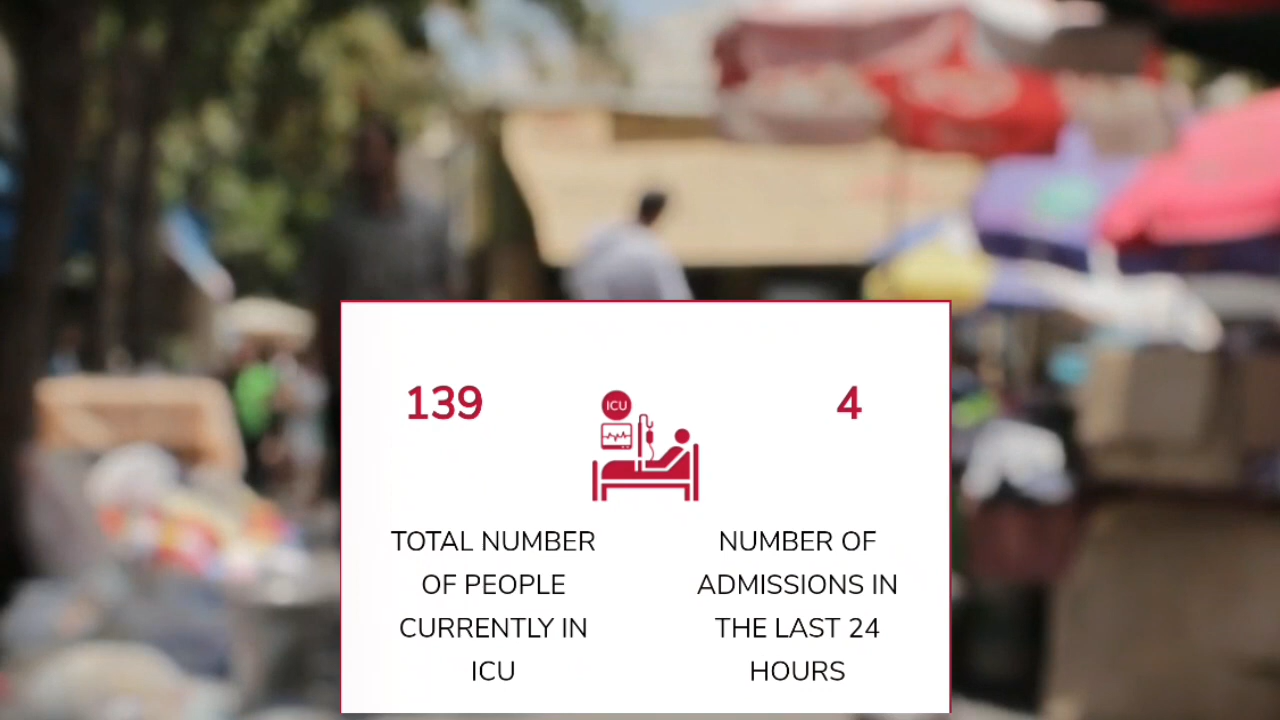 139
ICU
4
TOTAL NUMBER
OF PEOPLE
CURRENTLY IN
ICU
NUMBER OF
ADMISSIONS IN
THE LAST 24
HOURS